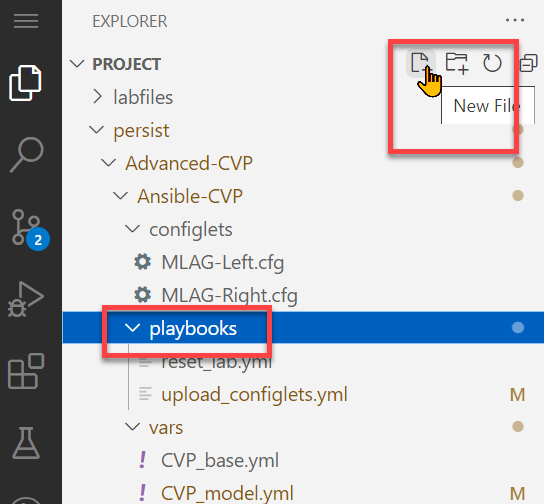 EXPLORER
PROJECT
New File
labfiles
persist
Advanced-CVP
Ansible-CVP
configlets
MLAG-Left.cfg
MLAG-Right.cfg
playbooks
reset_lab.yml
upload_configlets.yml M
vars
CVP_base.yml
CVP_model.yml M
2